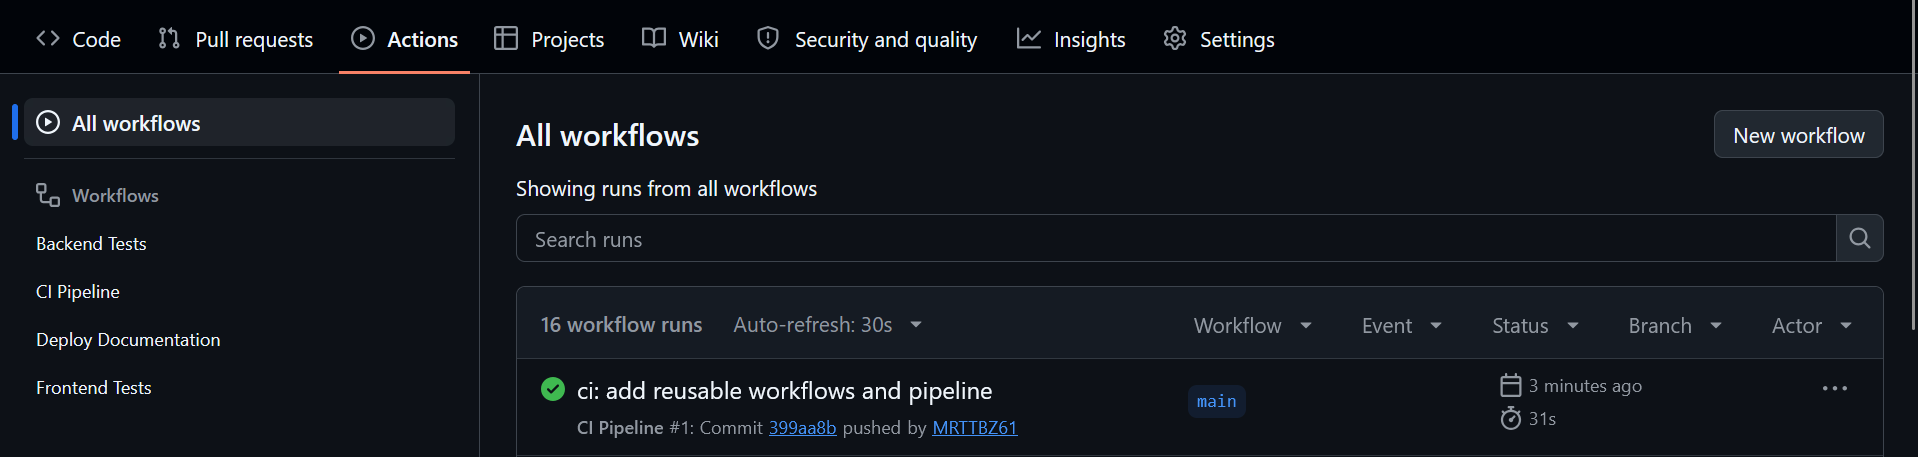 Code Pull requests Actions Projects Wiki Security and quality Insights Settings
All workflows
Workflows
Backend Tests
CI Pipeline
Deploy Documentation
Frontend Tests
All workflows
New workflow
Showing runs from all workflows
Search runs
16 workflow runs Auto-refresh: 30s Workflow Event Status Branch Actor
ci: add reusable workflows and pipeline
CI Pipeline #1: Commit 399aa8b pushed by MRTTBZ61
main
3 minutes ago
31s